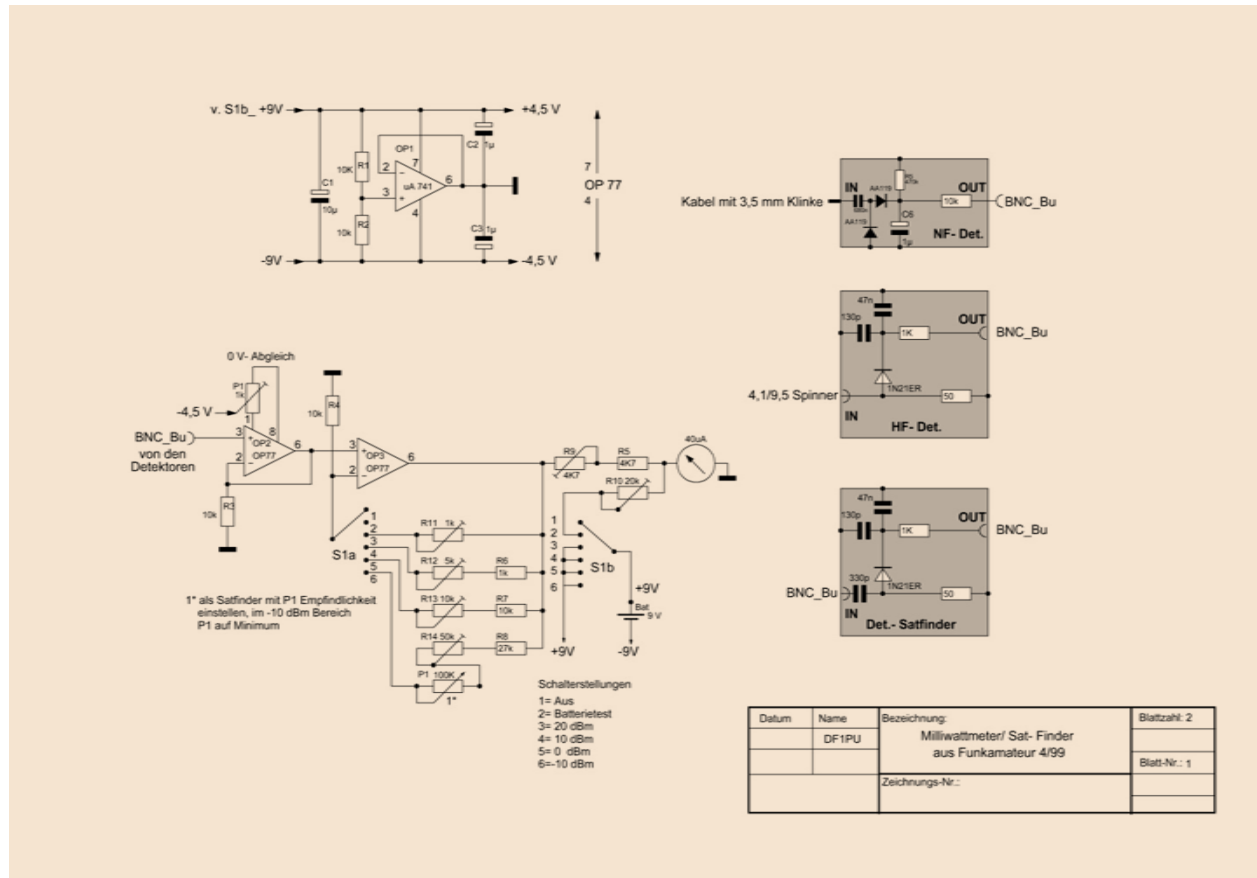 v. S1b_ +9V
+4,5 V
OP1
C2 1µ
R1
10K
2
7
6
uA 741
3
C1
10µ
R2
10k
4
C3 1µ
-9V
-4,5 V
7
OP 77
4
0 V- Abgleich
P1
1k
-4,5 V
1
8
BNC_Bu
von den
Detektoren
3
2
6
OP2
OP77
R3
10k
R4
10k
3
2
OP3
OP77
6
S1a
1
2
3
4
5
6
R11 1k
R12 5k
R6
1k
R13 10k
R7
10k
R14 50k
R8
27k
P1 100K
1*
R9
4K7
R5
4K7
R10 20k
40uA
1
2
3
4
5
6
S1b
+9V
Bat
9 V
+9V
-9V
1* als Satfinder mit P1 Empfindlichkeit
einstellen, im -10 dBm Bereich
P1 auf Minimum
Schalterstellungen
1= Aus
2= Batterietest
3= 20 dBm
4= 10 dBm
5= 0 dBm
6=-10 dBm
Kabel mit 3,5 mm Klinke
IN
AA119
AA119
OUT
10k
C6
1µ
NF- Det.
BNC_Bu
47n
130p
OUT
1K
BNC_Bu
1N21ER
4,1/9,5 Spinner
50
IN
HF- Det.
47n
130p
OUT
1K
BNC_Bu
330p
1N21ER
BNC_Bu
50
IN
Det.- Satfinder
Datum
Name
Bezeichnung:
Blattzahl: 2
DF1PU
Milliwattmeter/ Sat- Finder
aus Funkamateur 4/99
Blatt-Nr.: 1
Zeichnungs-Nr.: